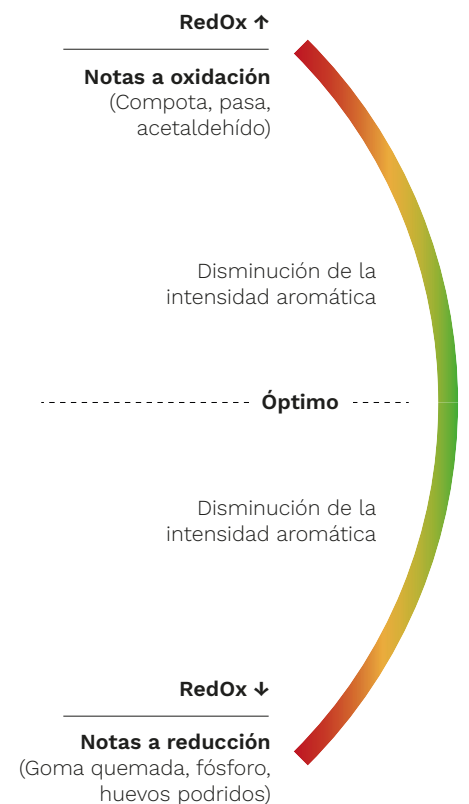 RedOx ↑
Notas a oxidación
(Compota, pasa,
acetaldehído)
Disminución de la
intensidad aromática
Óptimo
Disminución de la
intensidad aromática
RedOx ↓
Notas a reducción
(Goma quemada, fósforo,
huevos podridos)